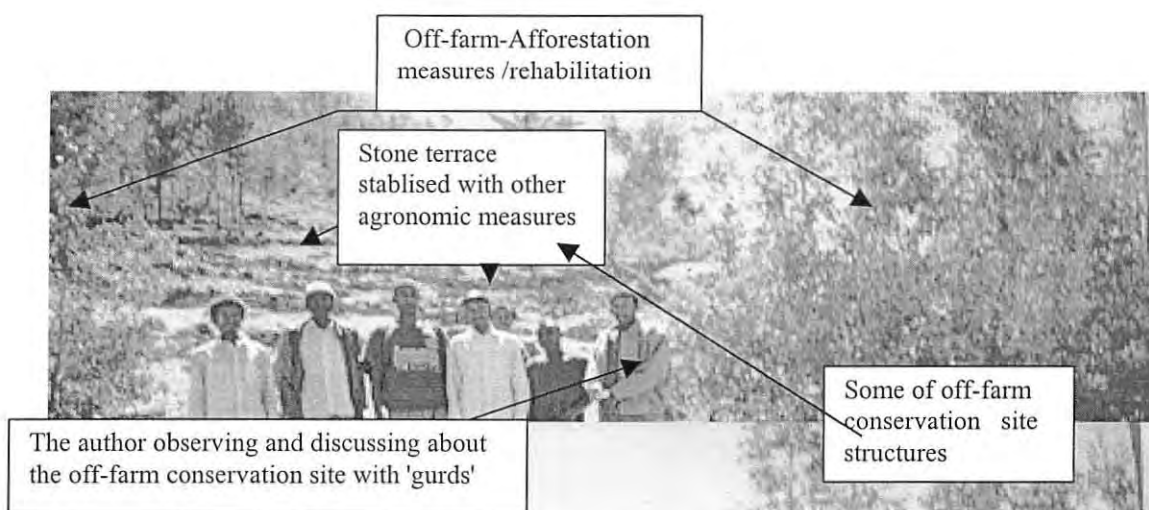 Off-farm-Afforestation
measures /rehabilitation
Stone terrace
stablised with other
agronomic measures
Some of off-farm
conservation site
structures
The author observing and discussing about
the off-farm conservation site with 'gurds'